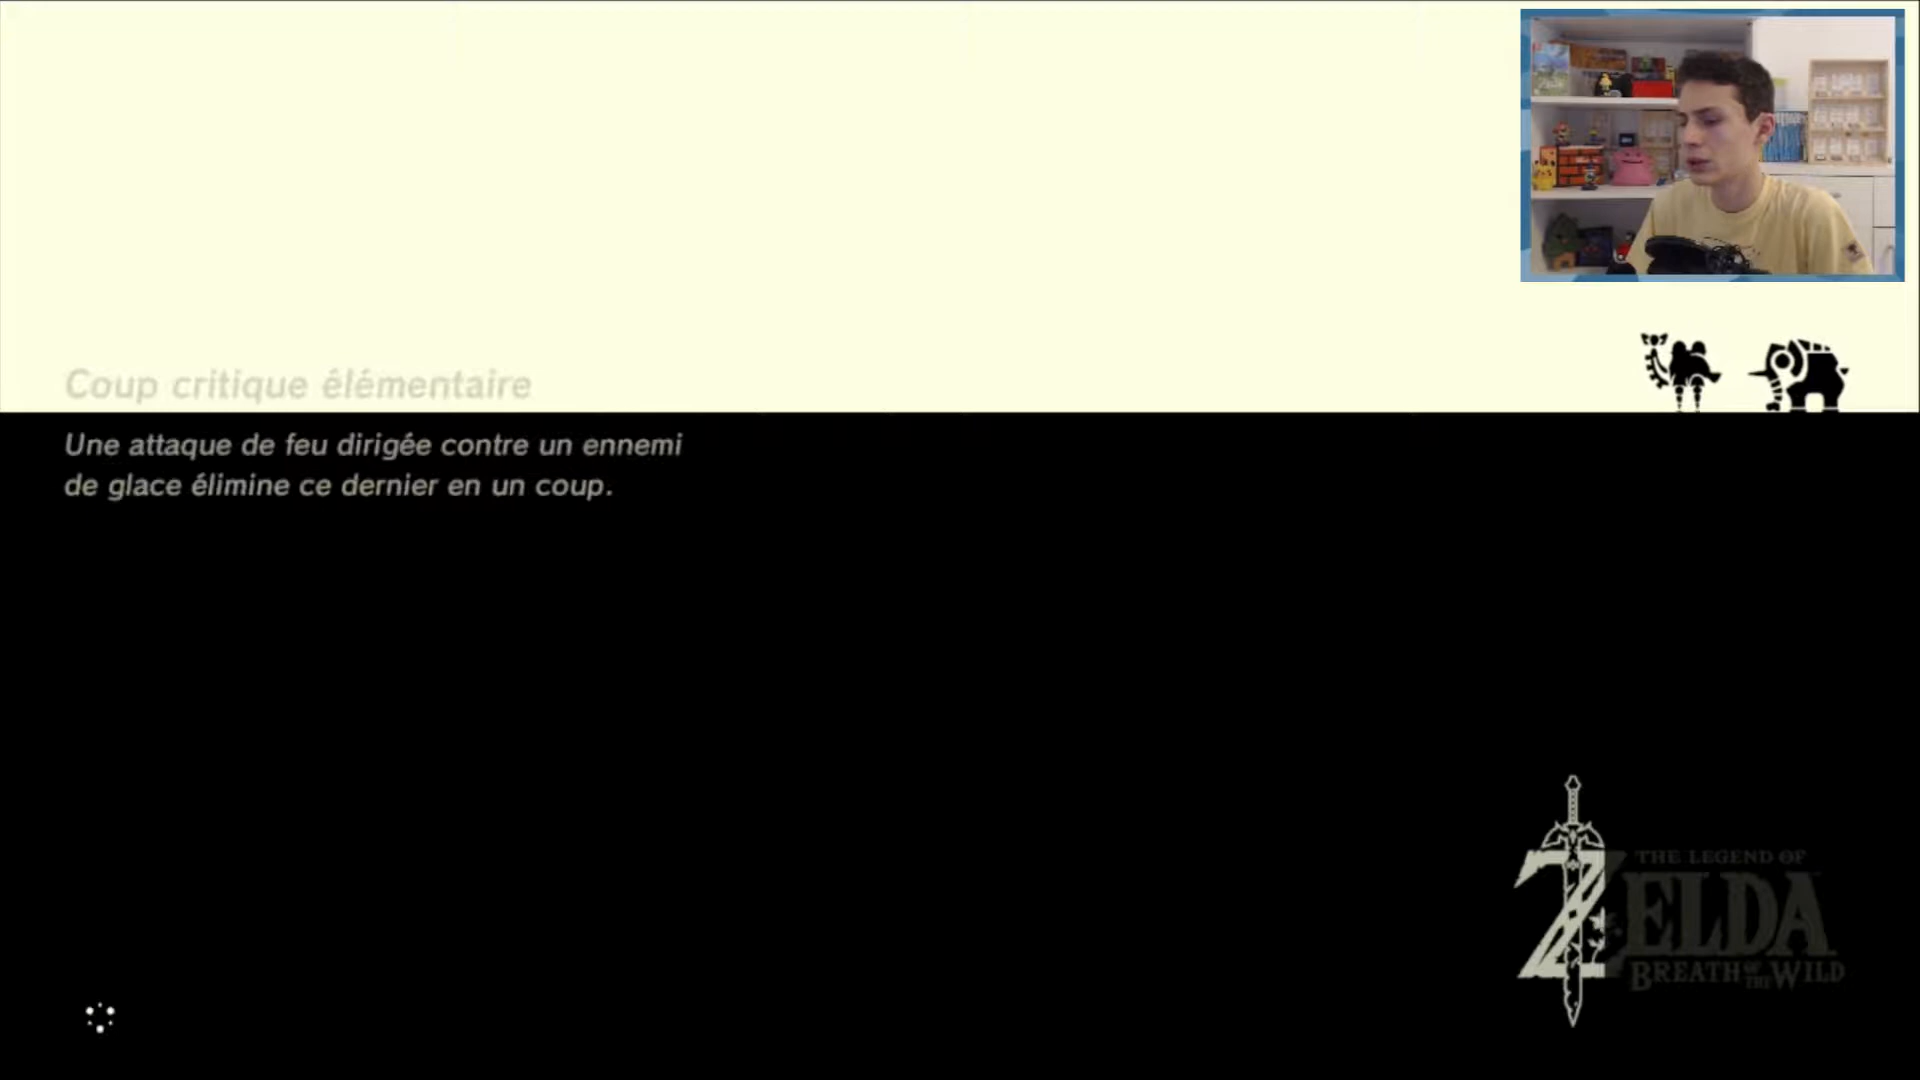 Coup critique élémentaire
Une attaque de feu dirigée contre un ennemi
de glace élimine ce dernier en un coup.
THE LEGEND OF
ZELDA
BREATH OF THE WILD